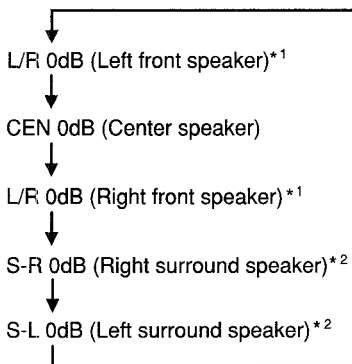 L/R 0dB (Left front speaker)*1
CEN 0dB (Center speaker)
L/R 0dB (Right front speaker)*1
S-R 0dB (Right surround speaker)*2
S-L 0dB (Left surround speaker)*2